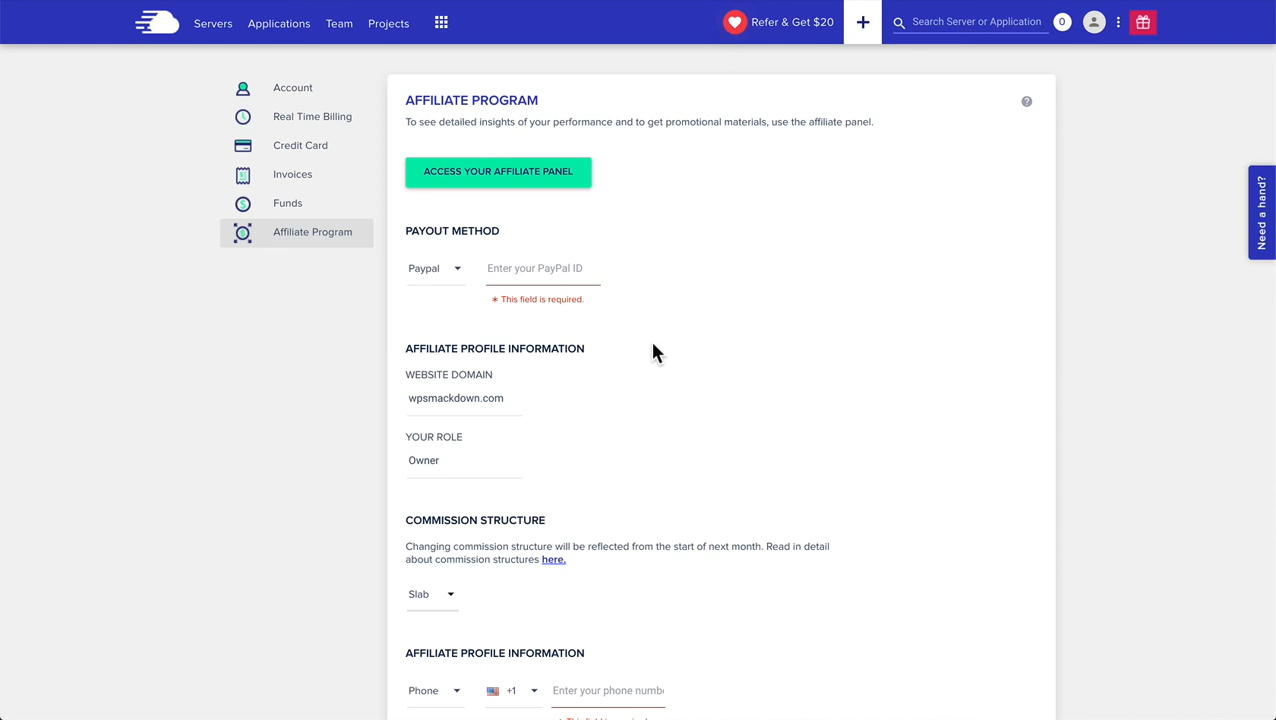 Servers Applications Team Projects
Refer & Get $20
+
Search Server or Application
0
Account
Real Time Billing
Credit Card
Invoices
Funds
Affiliate Program
AFFILIATE PROGRAM
?
To see detailed insights of your performance and to get promotional materials, use the affiliate panel.
ACCESS YOUR AFFILIATE PANEL
PAYOUT METHOD
Paypal
Enter your PayPal ID
* This field is required.
AFFILIATE PROFILE INFORMATION
WEBSITE DOMAIN
wpsmackdown.com
YOUR ROLE
Owner
COMMISSION STRUCTURE
Changing commission structure will be reflected from the start of next month. Read in detail
about commission structures here.
Slab
AFFILIATE PROFILE INFORMATION
Phone
+1
Enter your phone numbe
Need a hand?